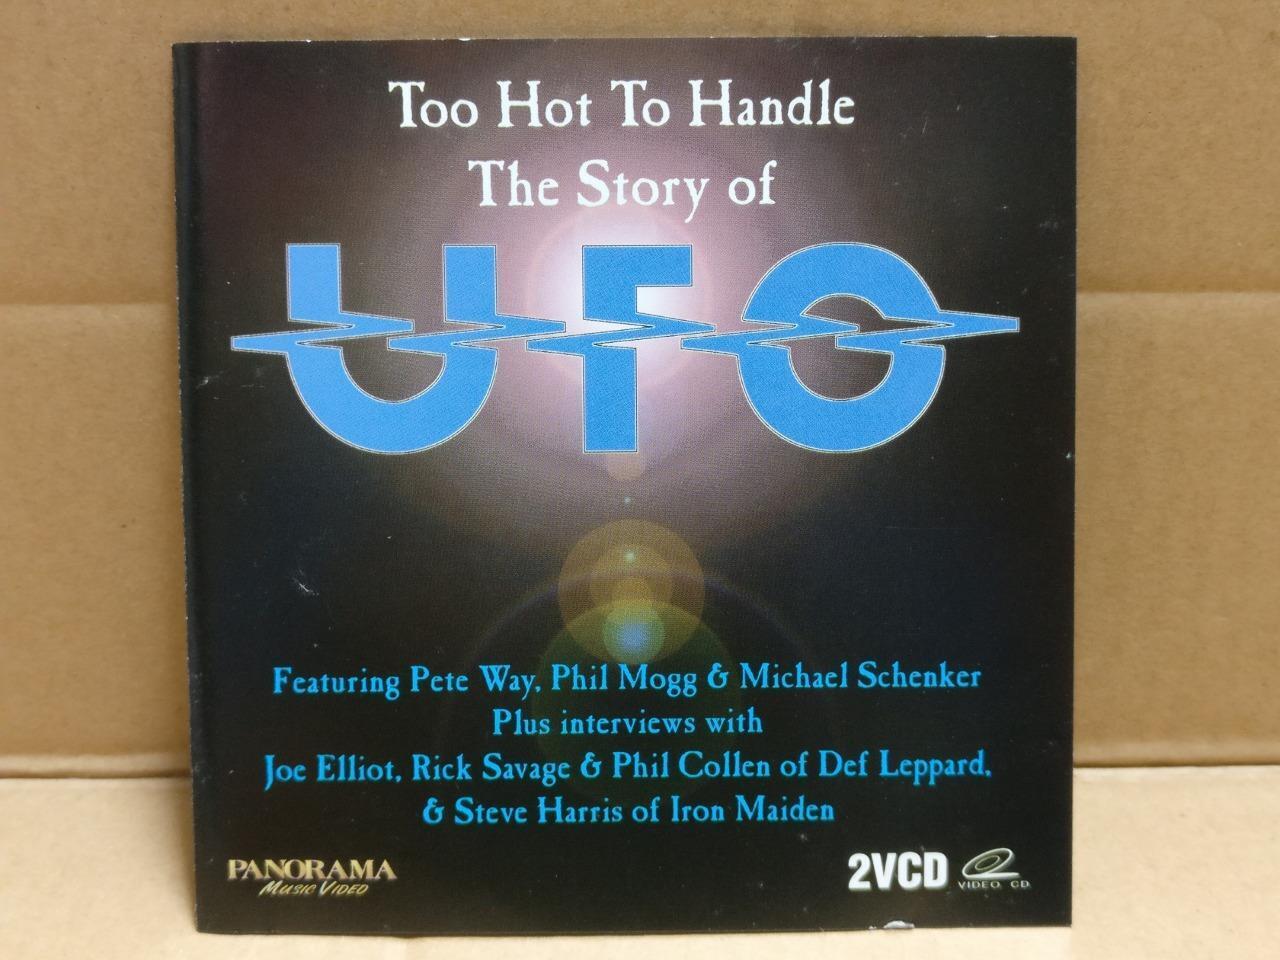 Too Hot To Handle
The Story of
UFO
Featuring Pete Way, Phil Mogg & Michael Schenker
Plus interviews with
Joe Elliot, Rick Savage & Phil Collen of Def Leppard,
& Steve Harris of Iron Maiden
PANORAMA
MUSIC VIDEO
2VCD
VIDEO CD